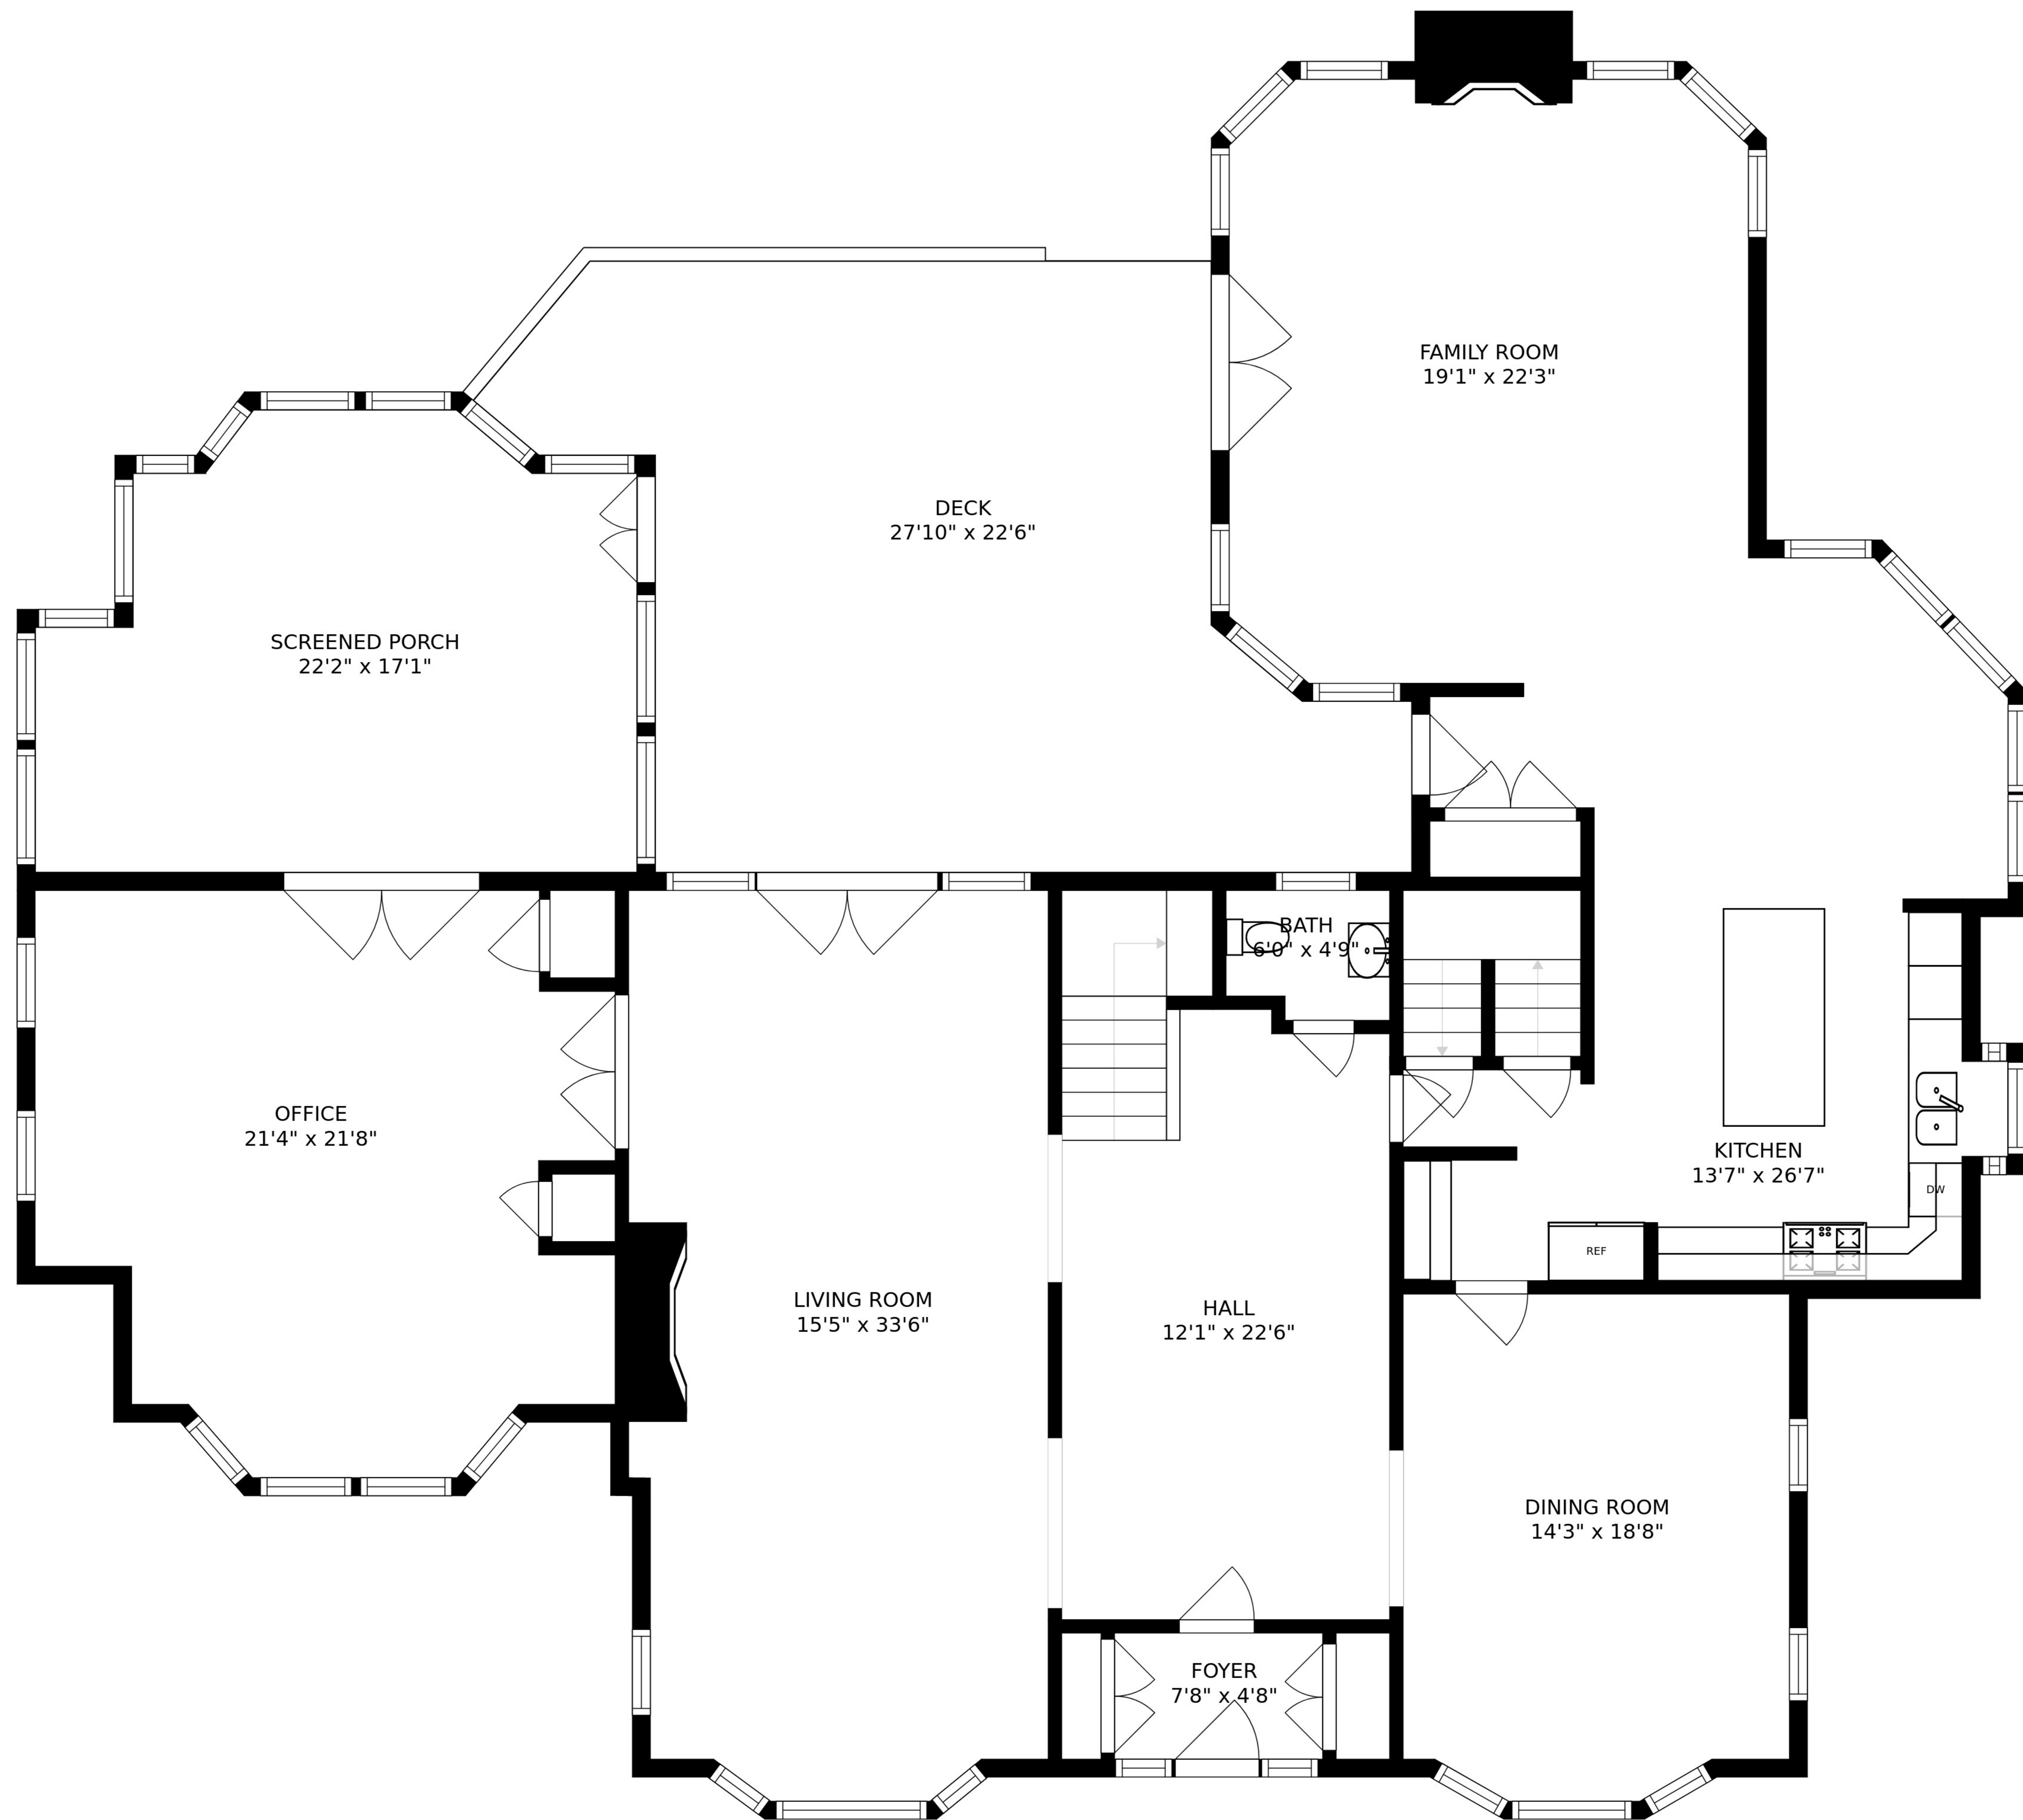 FAMILY ROOM
19'1" x 22'3"
DECK
27'10" x 22'6"
SCREENED PORCH
22'2" x 17'1"
BATH
6'0" x 4'9"
OFFICE
21'4" x 21'8"
KITCHEN
13'7" x 26'7"
DW
REF
LIVING ROOM
15'5" x 33'6"
HALL
12'1" x 22'6"
DINING ROOM
14'3" x 18'8"
FOYER
7'8" x 4'8"